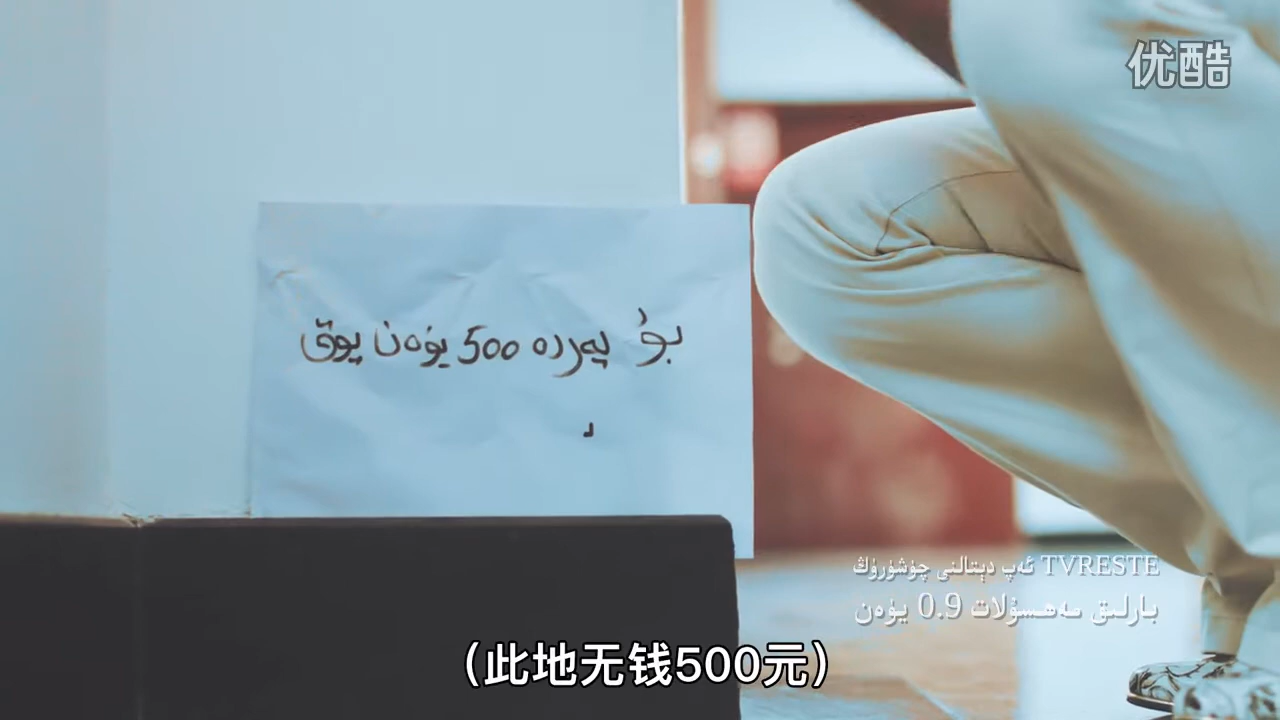 优酷
بۇ يەردە 500 يۈەن يوق
TVRESTE ئەپ دېتالنى چۈشۈرۈڭ
بارلىق مەھسۇلات 0.9 يۈەن
（此地无钱500元）